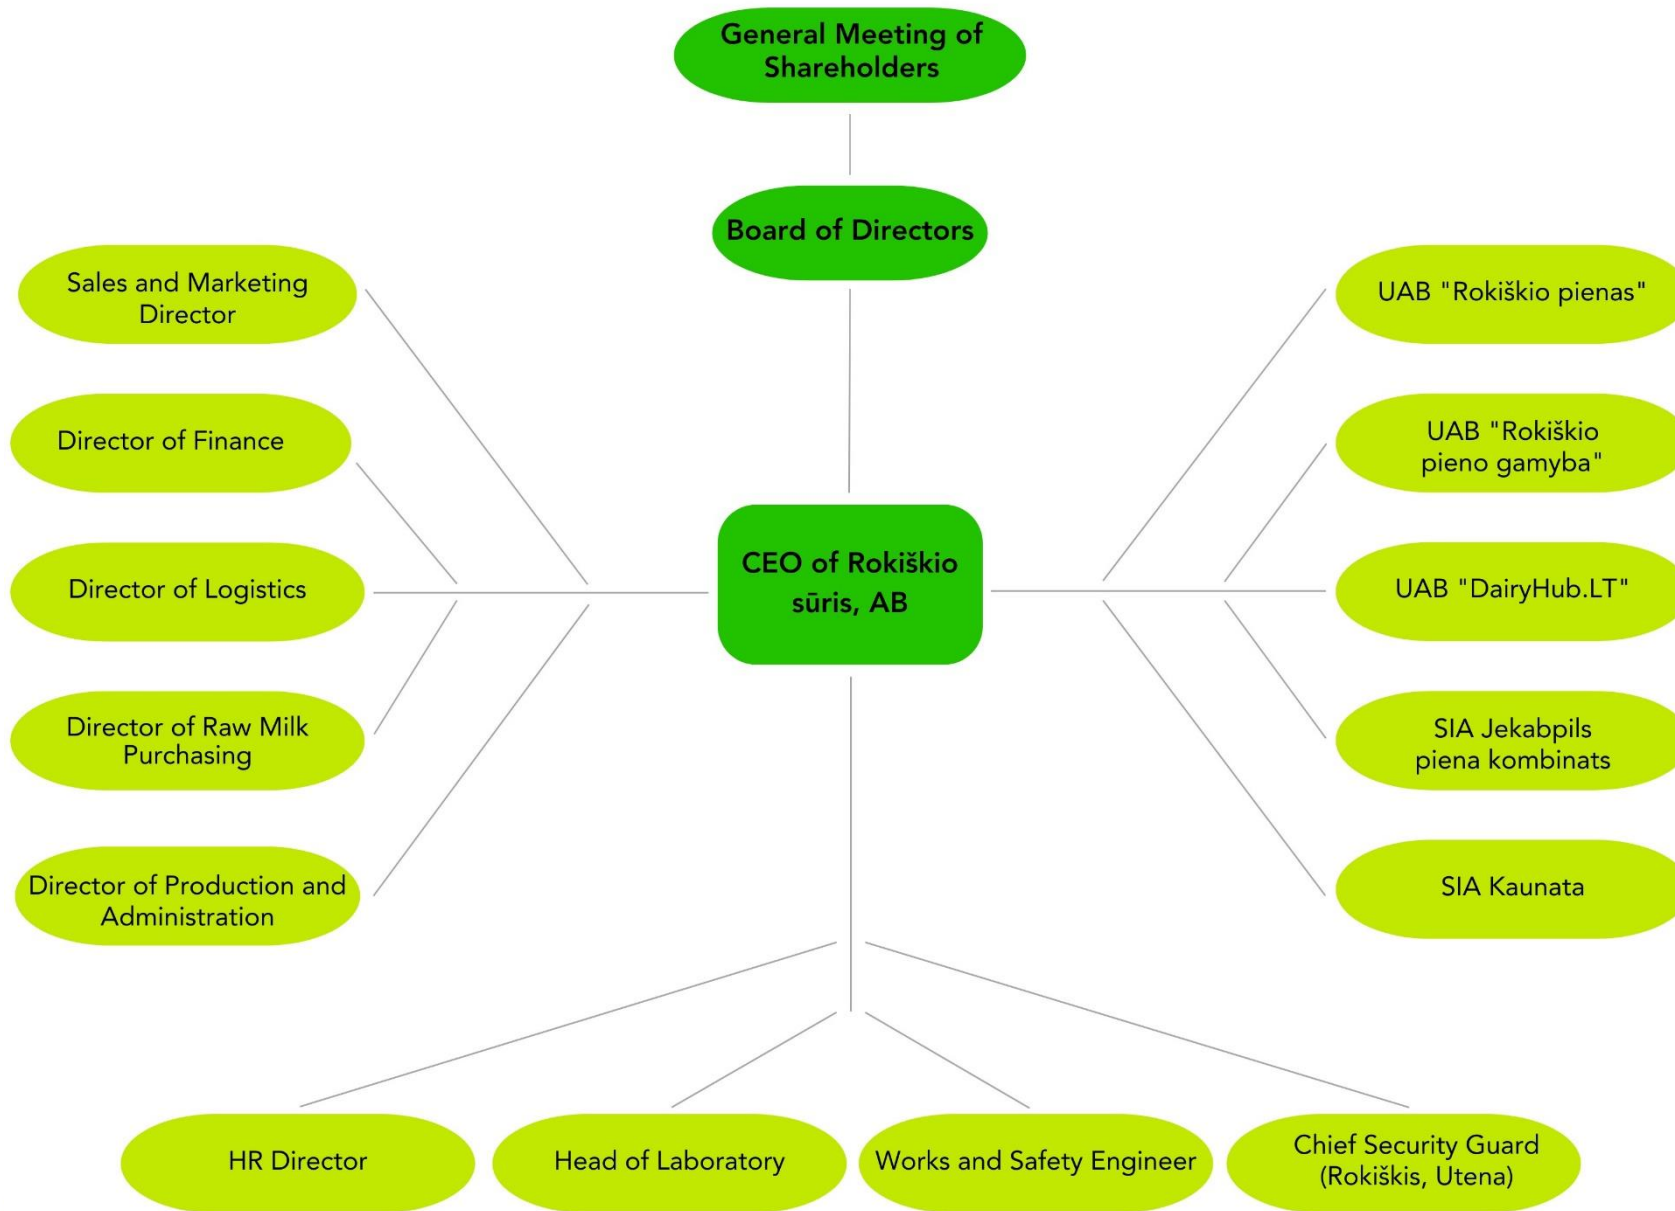 General Meeting of
Shareholders
Board of Directors
Sales and Marketing
Director
Director of Finance
Director of Logistics
Director of Raw Milk
Purchasing
Director of Production and
Administration
CEO of Rokiškio
sūris, AB
UAB "Rokiškio pienas"
UAB "Rokiškio
pieno gamyba"
UAB "DairyHub.LT"
SIA Jekabpils
piena kombinats
SIA Kaunata
HR Director
Head of Laboratory
Works and Safety Engineer
Chief Security Guard
(Rokiškis, Utena)